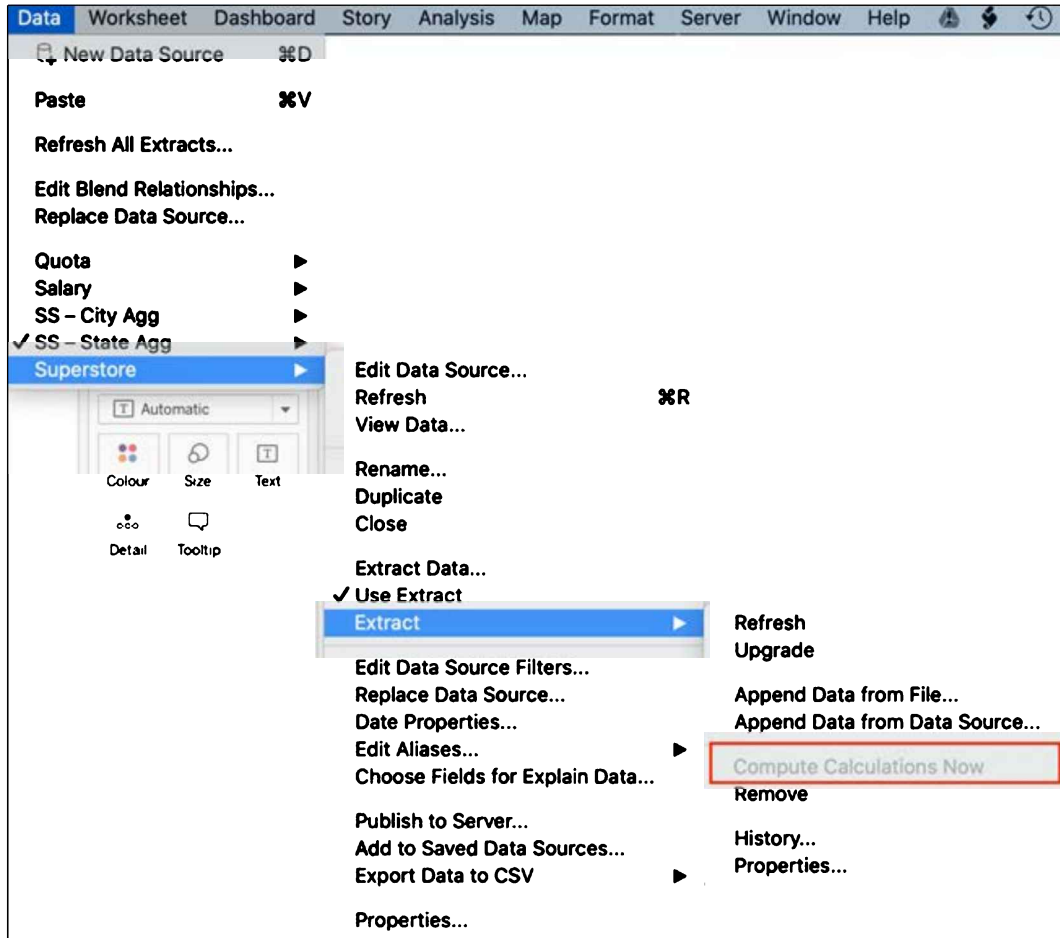 Data Worksheet Dashboard Story Analysis Map Format Server Window Help
New Data Source ⌘D
Paste ⌘V
Refresh All Extracts...
Edit Blend Relationships...
Replace Data Source...
Quota ▶
Salary ▶
SS – City Agg ▶
✓ SS – State Agg ▶
Superstore ▶
Automatic
Colour Size Text
Detail Tooltip
Edit Data Source...
Refresh ⌘R
View Data...
Rename...
Duplicate
Close
Extract Data...
✓ Use Extract
Extract ▶
Edit Data Source Filters...
Replace Data Source...
Date Properties...
Edit Aliases... ▶
Choose Fields for Explain Data...
Publish to Server...
Add to Saved Data Sources...
Export Data to CSV ▶
Properties...
Refresh
Upgrade
Append Data from File...
Append Data from Data Source...
Compute Calculations Now
Remove
History...
Properties...